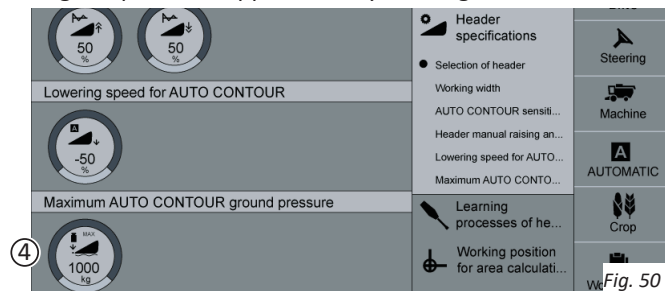 50
%
50
%
Lowering speed for AUTO CONTOUR
A
-50
%
Maximum AUTO CONTOUR ground pressure
④
MAX
1000
kg
Header
specifications
Selection of header
Working width
AUTO CONTOUR sensiti...
Header manual raising an...
Lowering speed for AUTO...
Maximum AUTO CONTO...
Learning
processes of he...
Working position
for area calculati...
Steering
Machine
A
AUTOMATIC
Crop
Fig. 50